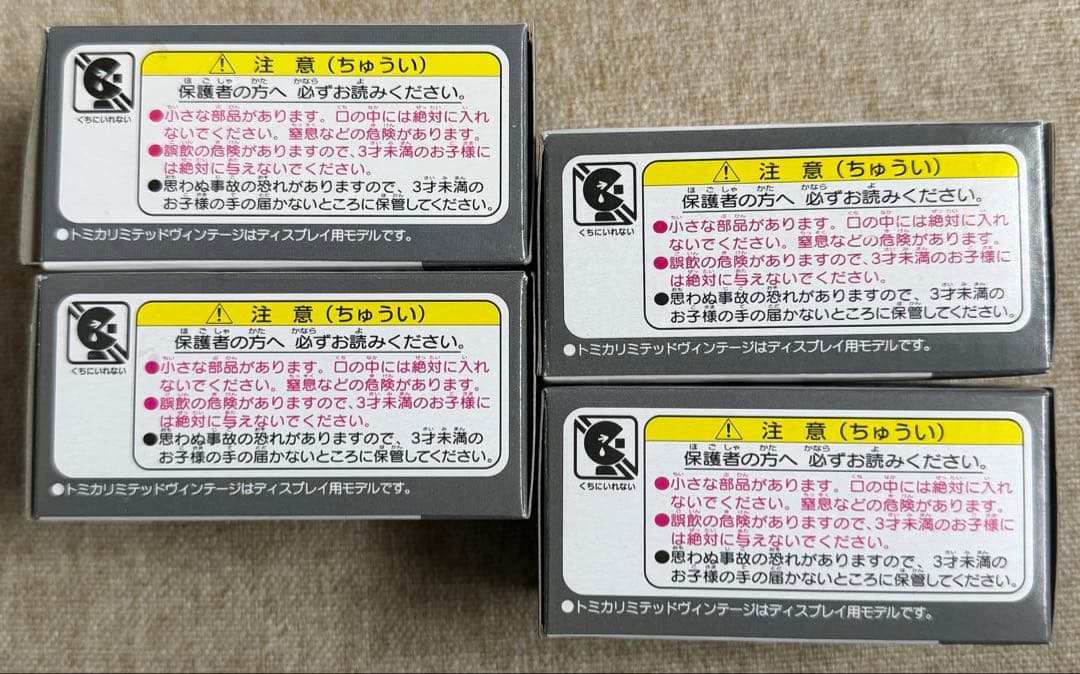 注意(ちゅうい)
保護者の方へ 必ずお読みください。
●小さな部品があります。口の中には絶対に入れ
ないでください。窒息などの危険があります。
●誤飲の危険がありますので、3才未満のお子様に
は絶対に与えないでください。
●思わぬ事故の恐れがありますので、3才未満の
お子様の手の届かないところに保管してください。
くちにいれない
●トミカリミテッドヴィンテージはディスプレイ用モデルです。
注意(ちゅうい)
保護者の方へ 必ずお読みください。
●小さな部品があります。口の中には絶対に入れ
ないでください。窒息などの危険があります。
●誤飲の危険がありますので、3才未満のお子様に
は絶対に与えないでください。
●思わぬ事故の恐れがありますので、3才未満の
お子様の手の届かないところに保管してください。
くちにいれない
●トミカリミテッドヴィンテージはディスプレイ用モデルです。
注意(ちゅうい)
保護者の方へ 必ずお読みください。
●小さな部品があります。口の中には絶対に入れ
ないでください。窒息などの危険があります。
●誤飲の危険がありますので、3才未満のお子様に
は絶対に与えないでください。
●思わぬ事故の恐れがありますので、3才未満の
お子様の手の届かないところに保管してください。
くちにいれない
●トミカリミテッドヴィンテージはディスプレイ用モデルです。
注意(ちゅうい)
保護者の方へ 必ずお読みください。
●小さな部品があります。口の中には絶対に入れ
ないでください。窒息などの危険があります。
●誤飲の危険がありますので、3才未満のお子様に
は絶対に与えないでください。
●思わぬ事故の恐れがありますので、3才未満の
お子様の手の届かないところに保管してください。
くちにいれない
●トミカリミテッドヴィンテージはディスプレイ用モデルです。